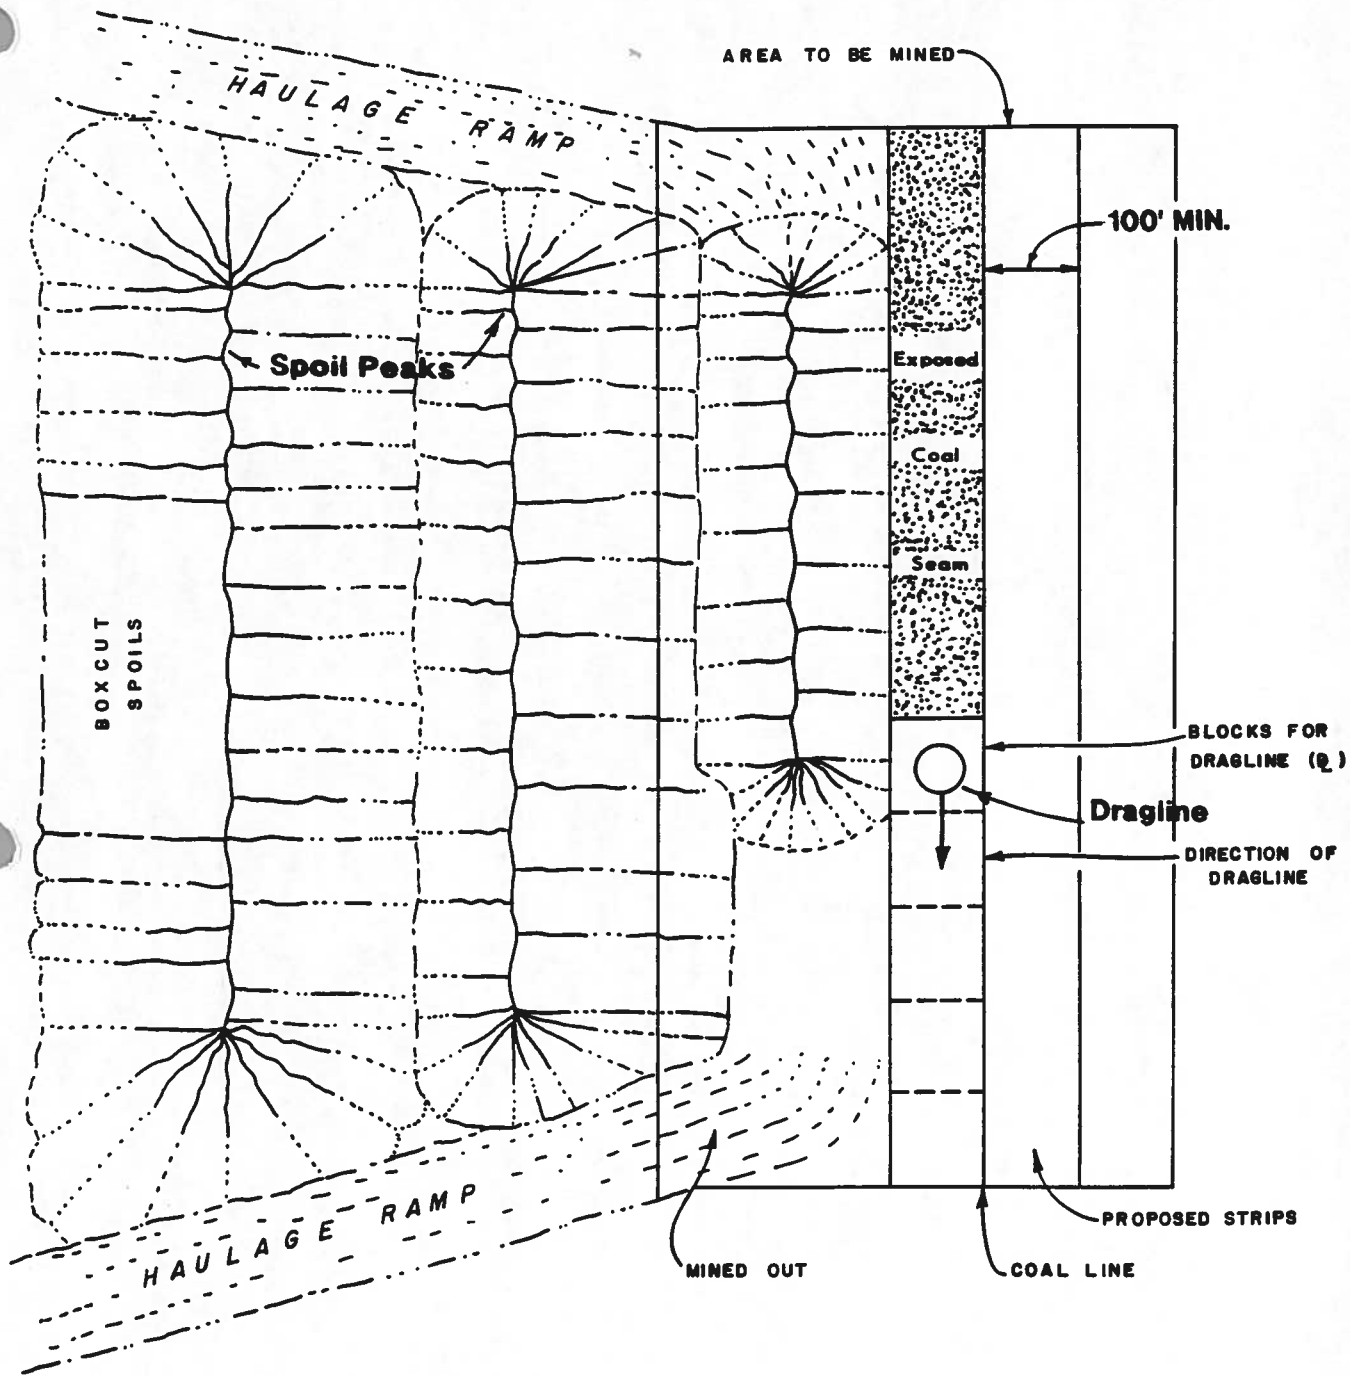 AREA TO BE MINED
HAULAGE RAMP
100' MIN.
Spoil Peaks
Exposed
Coal
Seam
BOXCUT
SPOILS
BLOCKS FOR
DRAGLINE (℄)
Dragline
DIRECTION OF
DRAGLINE
HAULAGE RAMP
PROPOSED STRIPS
MINED OUT
COAL LINE